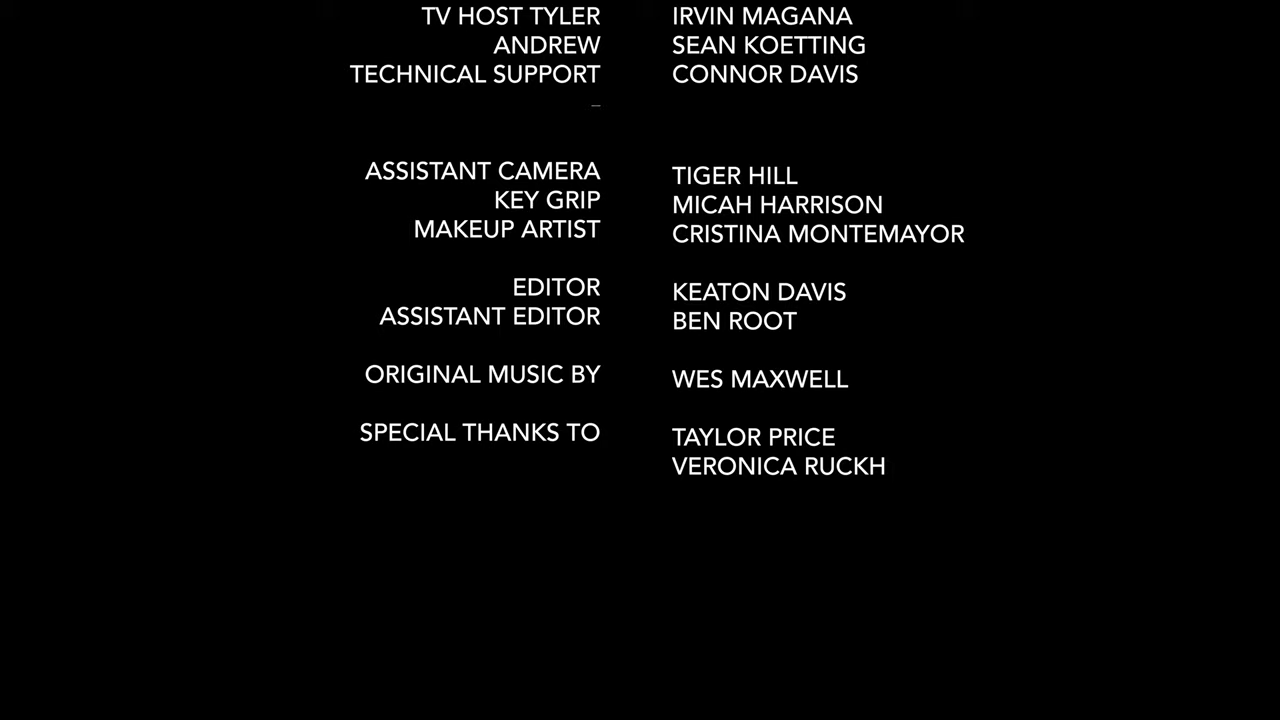 TV HOST TYLER IRVIN MAGANA
ANDREW SEAN KOETTING
TECHNICAL SUPPORT CONNOR DAVIS
_
ASSISTANT CAMERA TIGER HILL
KEY GRIP MICAH HARRISON
MAKEUP ARTIST CRISTINA MONTEMAYOR
EDITOR KEATON DAVIS
ASSISTANT EDITOR BEN ROOT
ORIGINAL MUSIC BY WES MAXWELL
SPECIAL THANKS TO TAYLOR PRICE
VERONICA RUCKH